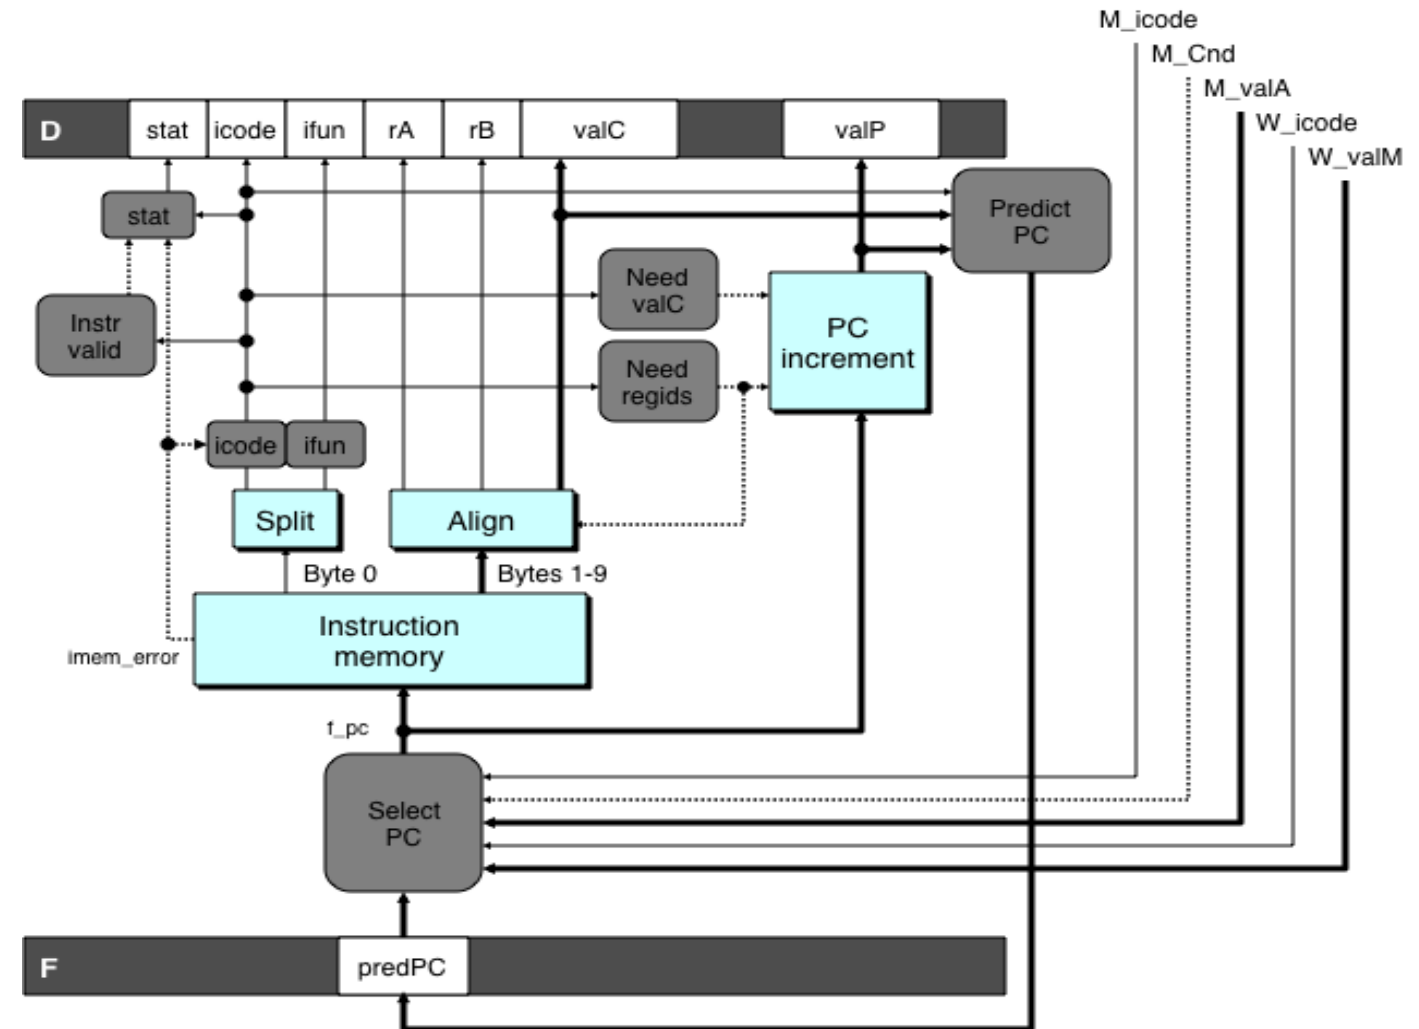 M_icode
M_Cnd
M_valA
W_icode
W_valM
D
stat
icode
ifun
rA
rB
valC
valP
stat
Predict
PC
Need
valC
Instr
valid
PC
increment
Need
regids
icode
ifun
Split
Align
Byte 0
Bytes 1-9
Instruction
memory
imem_error
f_pc
Select
PC
F
predPC